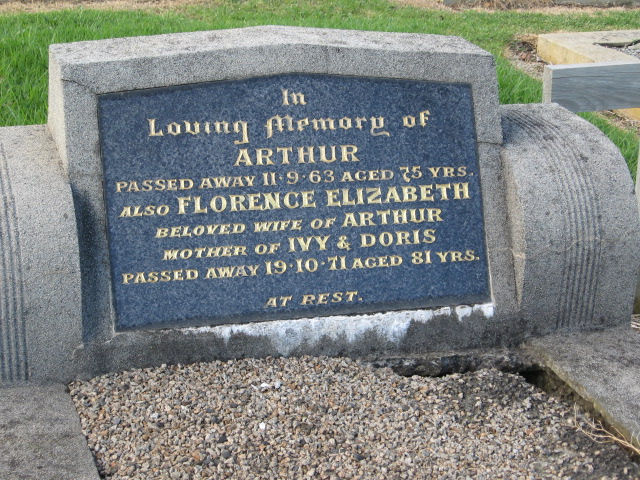 In
Loving Memory of
ARTHUR
PASSED AWAY 11·9·63 AGED 75 YRS.
ALSO FLORENCE ELIZABETH
BELOVED WIFE OF ARTHUR
MOTHER OF IVY & DORIS
PASSED AWAY 19·10·71 AGED 81 YRS.
AT REST.